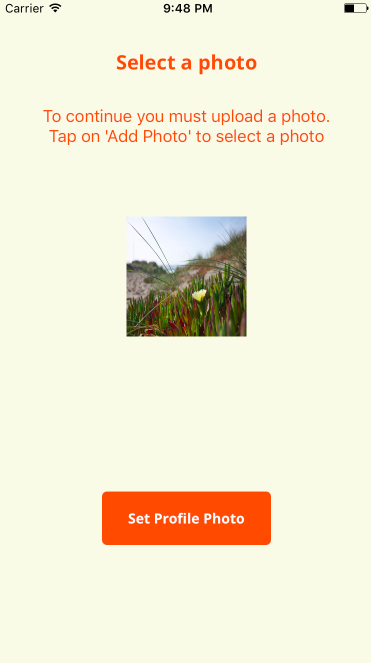 Carrier 9:48 PM
Select a photo
To continue you must upload a photo.
Tap on 'Add Photo' to select a photo
Set Profile Photo